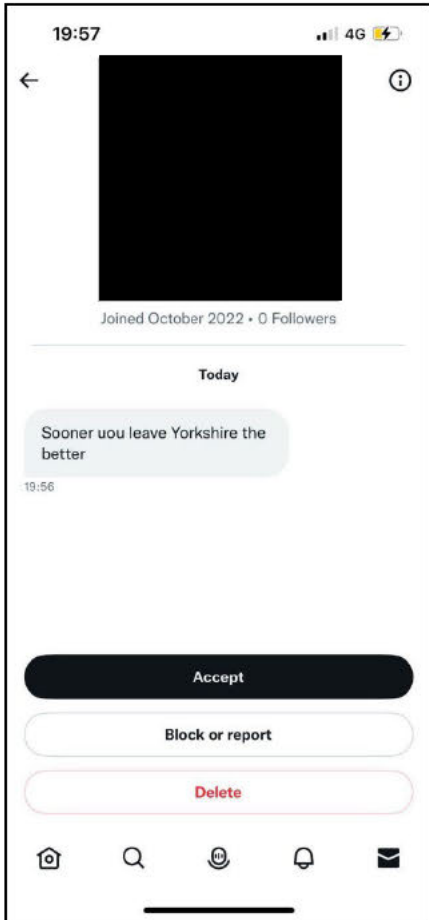 19:57
4G
Joined October 2022 • 0 Followers
Today
Sooner uou leave Yorkshire the
better
19:56
Accept
Block or report
Delete